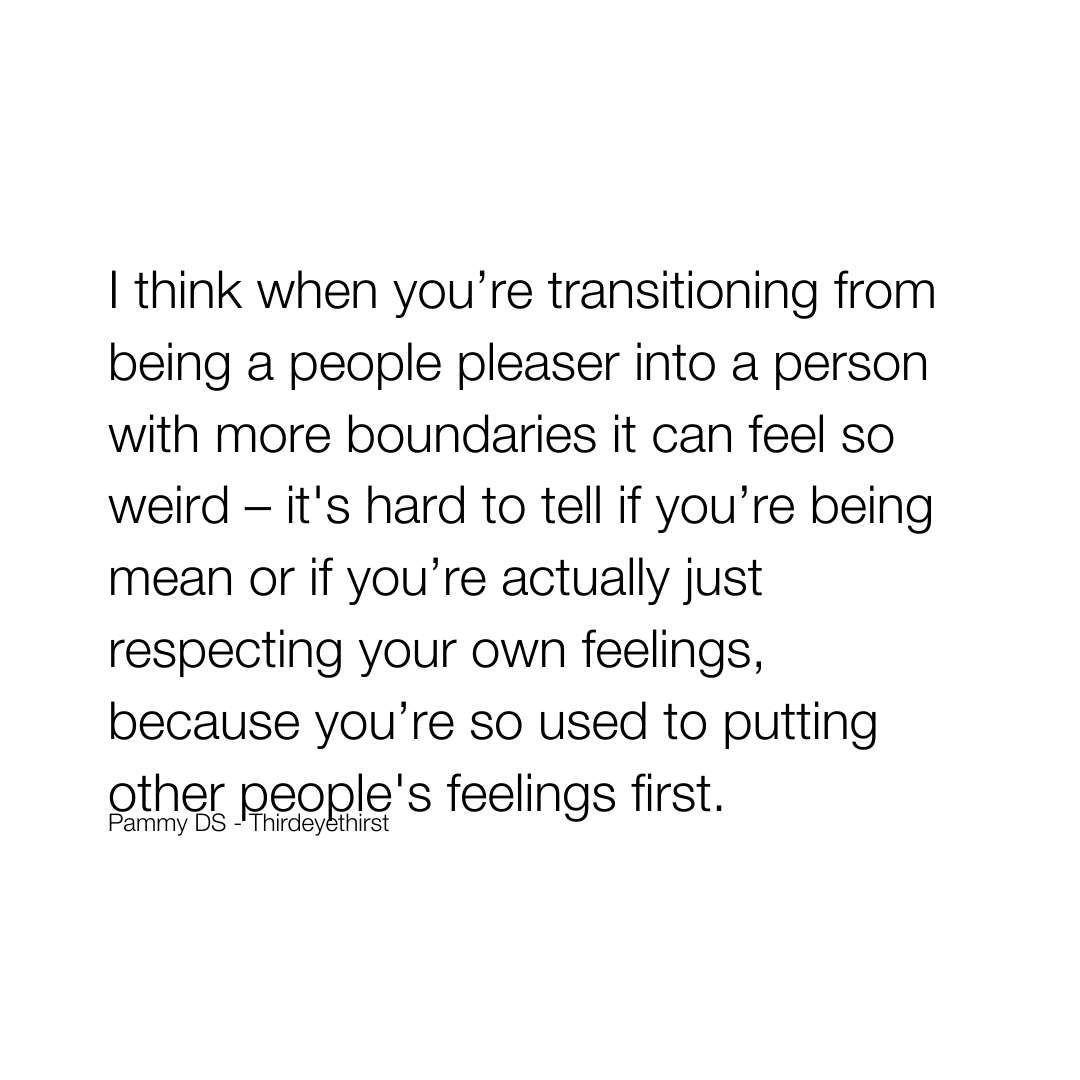 I think when you’re transitioning from
being a people pleaser into a person
with more boundaries it can feel so
weird – it's hard to tell if you’re being
mean or if you’re actually just
respecting your own feelings,
because you’re so used to putting
other people's feelings first.
Pammy DS - Thirdeyethirst